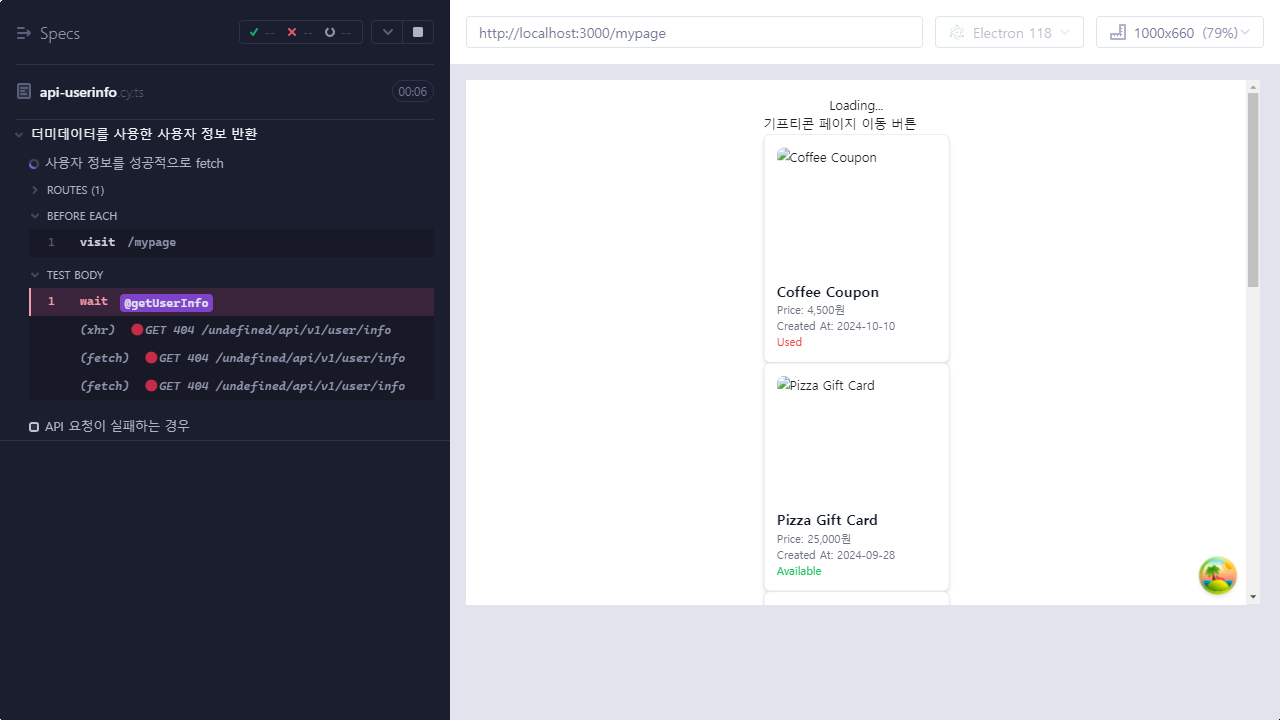 Specs
-- -- --
api-userinfo.cy.ts
00:06
더미데이터를 사용한 사용자 정보 반환
사용자 정보를 성공적으로 fetch
ROUTES (1)
BEFORE EACH
1 visit /mypage
TEST BODY
1 wait @getUserInfo
(xhr) GET 404 /undefined/api/v1/user/info
(fetch) GET 404 /undefined/api/v1/user/info
(fetch) GET 404 /undefined/api/v1/user/info
API 요청이 실패하는 경우
http://localhost:3000/mypage
Electron 118
1000x660 (79%)
Loading...
기프티콘 페이지 이동 버튼
Coffee Coupon
Coffee Coupon
Price: 4,500원
Created At: 2024-10-10
Used
Pizza Gift Card
Pizza Gift Card
Price: 25,000원
Created At: 2024-09-28
Available